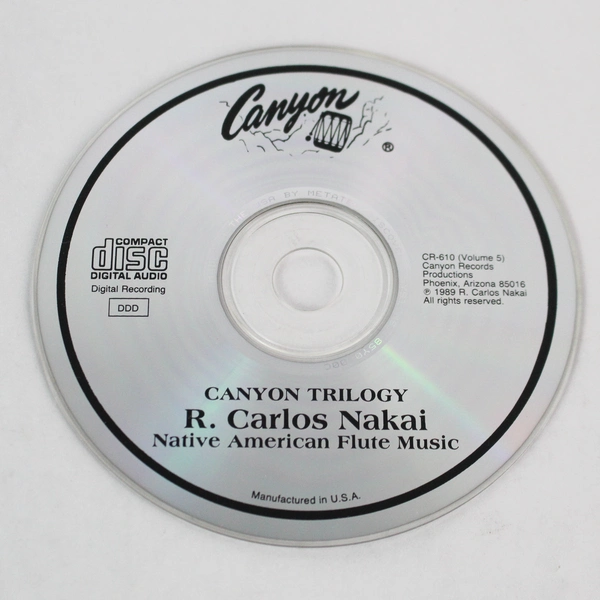 Canyon
®
COMPACT
disc
DIGITAL AUDIO
Digital Recording
DDD
CR-610 (Volume 5)
Canyon Records
Productions
Phoenix, Arizona 85016
℗ 1989 R. Carlos Nakai
All rights reserved.
CANYON TRILOGY
R. Carlos Nakai
Native American Flute Music
Manufactured in U.S.A.